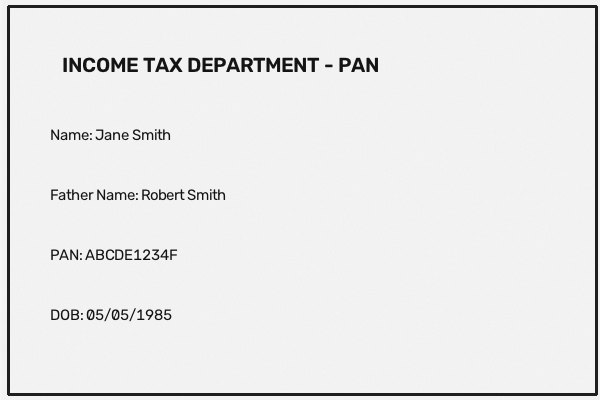 INCOME TAX DEPARTMENT - PAN
Name: Jane Smith
Father Name: Robert Smith
PAN: ABCDE1234F
DOB: 05/05/1985